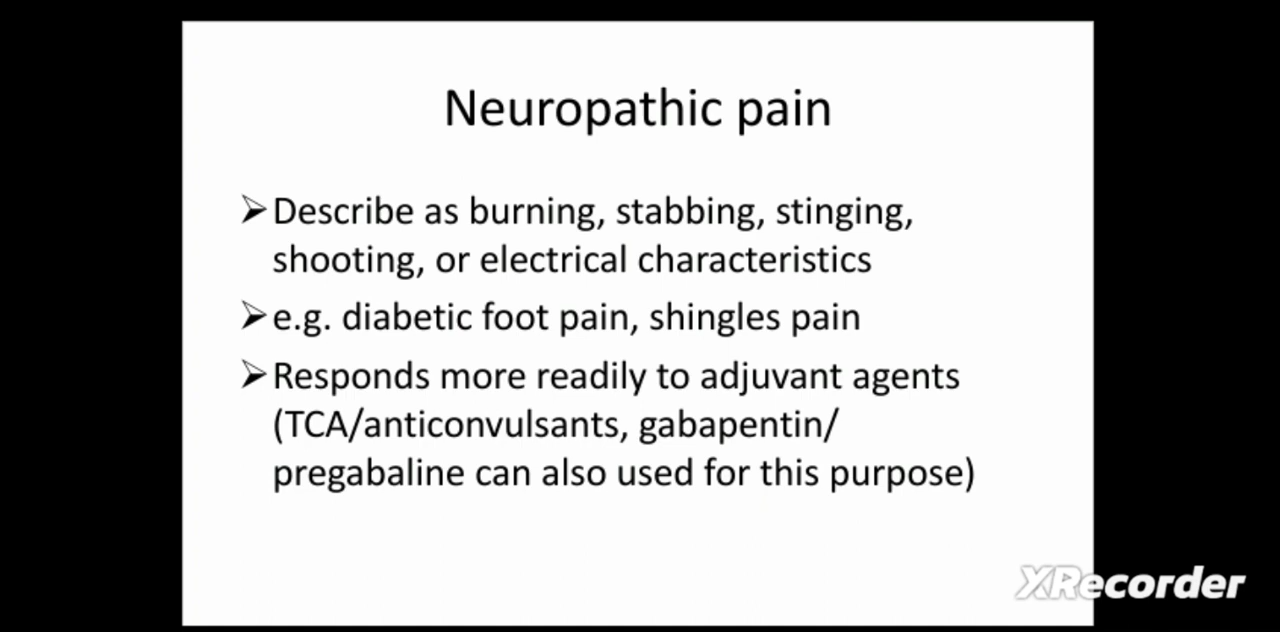 Neuropathic pain
➢Describe as burning, stabbing, stinging,
shooting, or electrical characteristics
➢e.g. diabetic foot pain, shingles pain
➢Responds more readily to adjuvant agents
(TCA/anticonvulsants, gabapentin/
pregabaline can also used for this purpose)
XRecorder